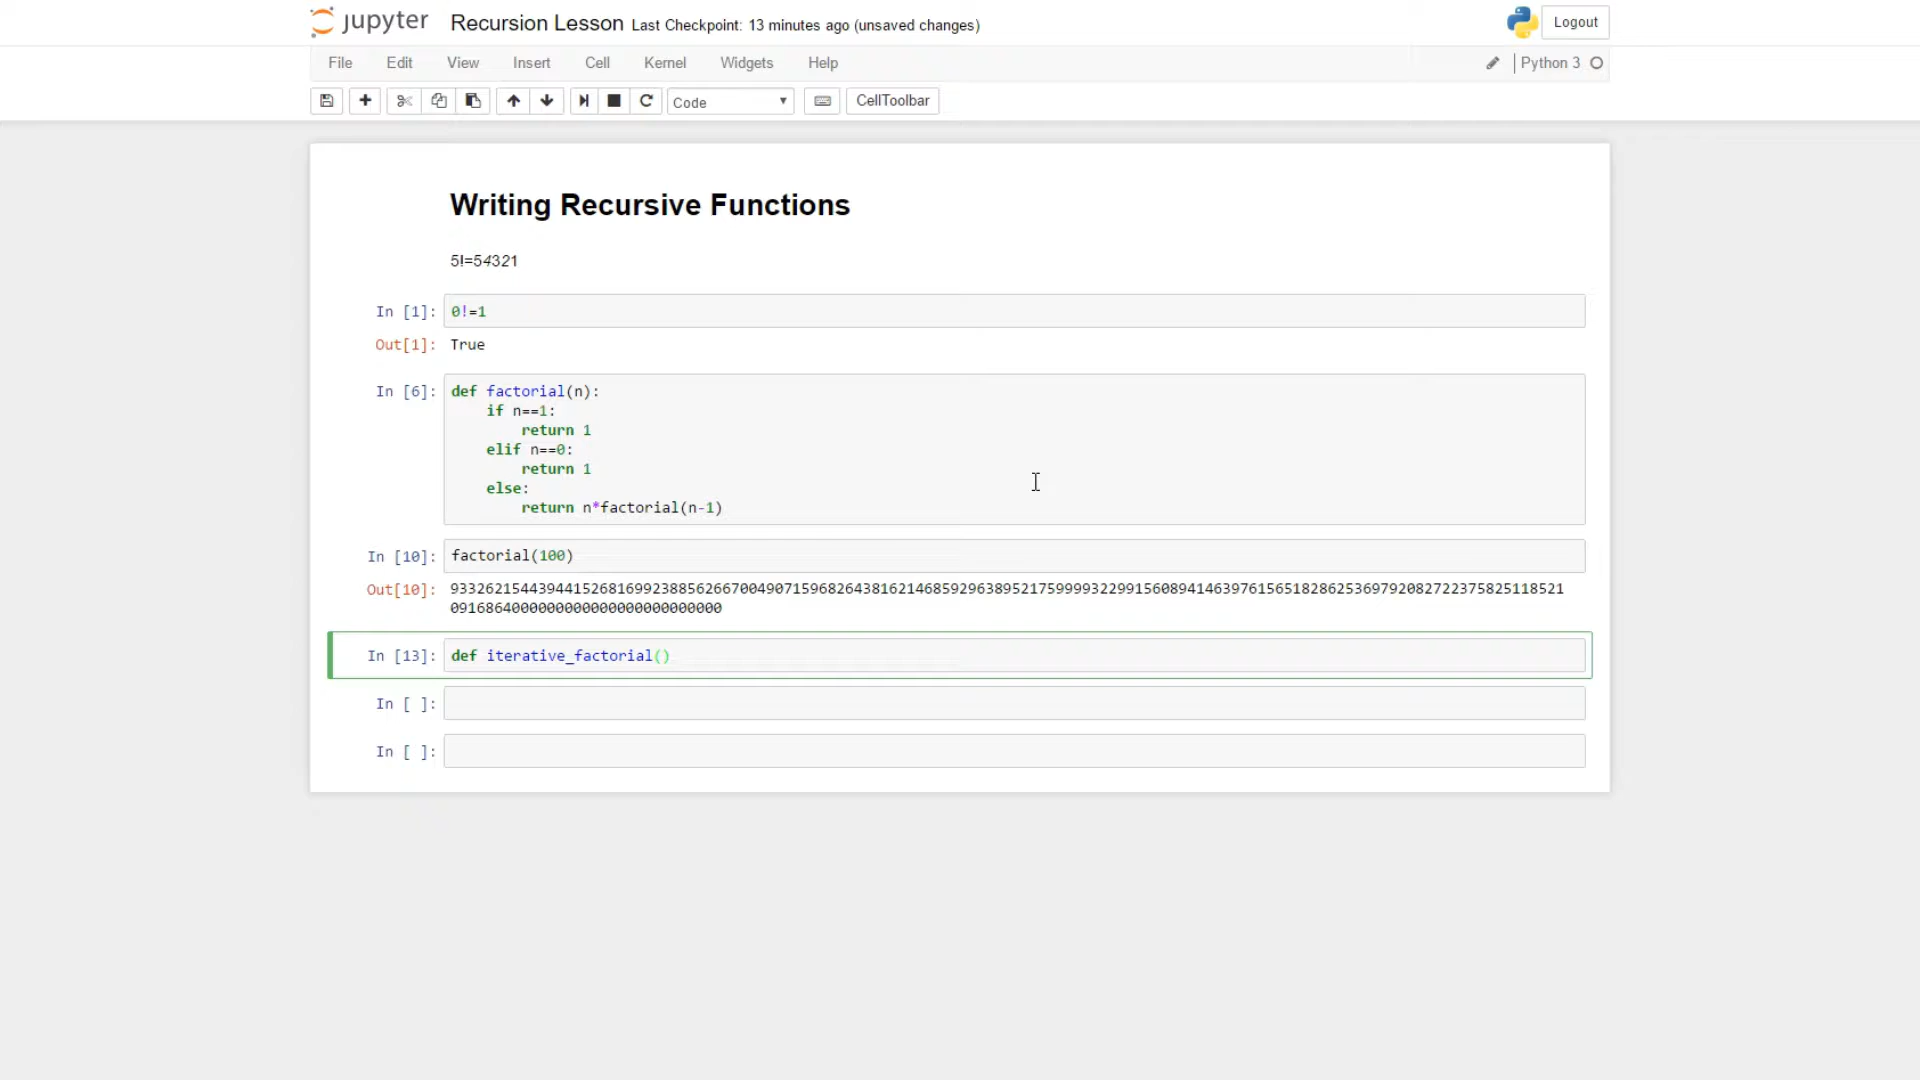 jupyter Recursion Lesson Last Checkpoint: 13 minutes ago (unsaved changes) Logout
File Edit View Insert Cell Kernel Widgets Help Python 3
Code CellToolbar
Writing Recursive Functions
5!=54321
In [1]: 0!=1
Out[1]: True
In [6]: def factorial(n):
if n==1:
return 1
elif n==0:
return 1
else:
return n*factorial(n-1)
In [10]: factorial(100)
Out[10]: 9332621544394415268169923885626670049071596826438162146859296389521759999322991560894146397615651828625369792082722375825118521
0916864000000000000000000000000
In [13]: def iterative_factorial()
In [ ]:
In [ ]: